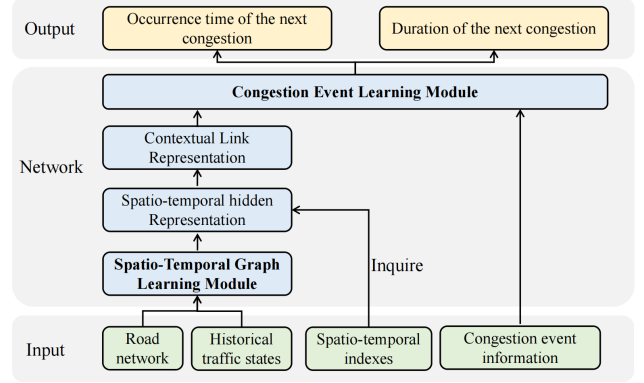 Output
Occurrence time of the next
congestion
Duration of the next congestion
Network
Congestion Event Learning Module
Contextual Link
Representation
Spatio-temporal hidden
Representation
Inquire
Spatio-Temporal Graph
Learning Module
Input
Road
network
Historical
traffic states
Spatio-temporal
indexes
Congestion event
information